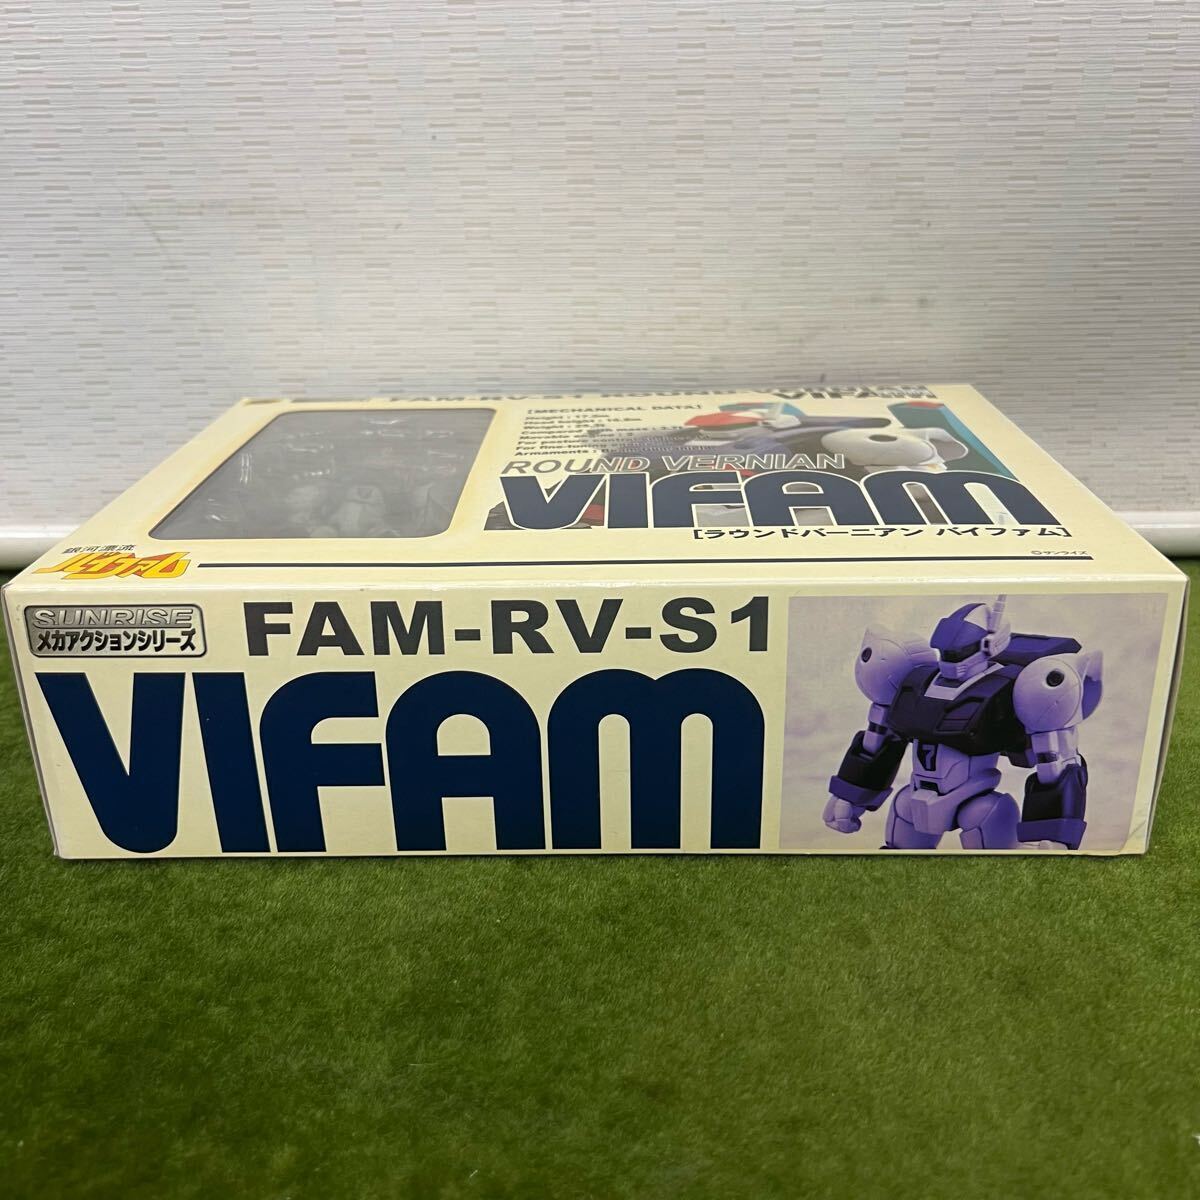 FAM-RV-S1 ROUND VERNIAN
VIFAM
[MECHANICAL DATA]
Armaments :
ROUND VERNIAN
VIFAM
[ラウンドバーニアン バイファム]
©サンライズ
銀河漂流
バイファム
SUNRISE
メカアクションシリーズ
FAM-RV-S1
VIFAM
7